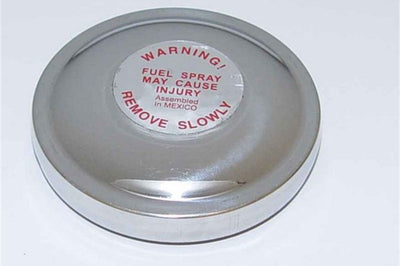 WARNING!
FUEL SPRAY
MAY CAUSE
INJURY
Assembled
in MEXICO
REMOVE SLOWLY